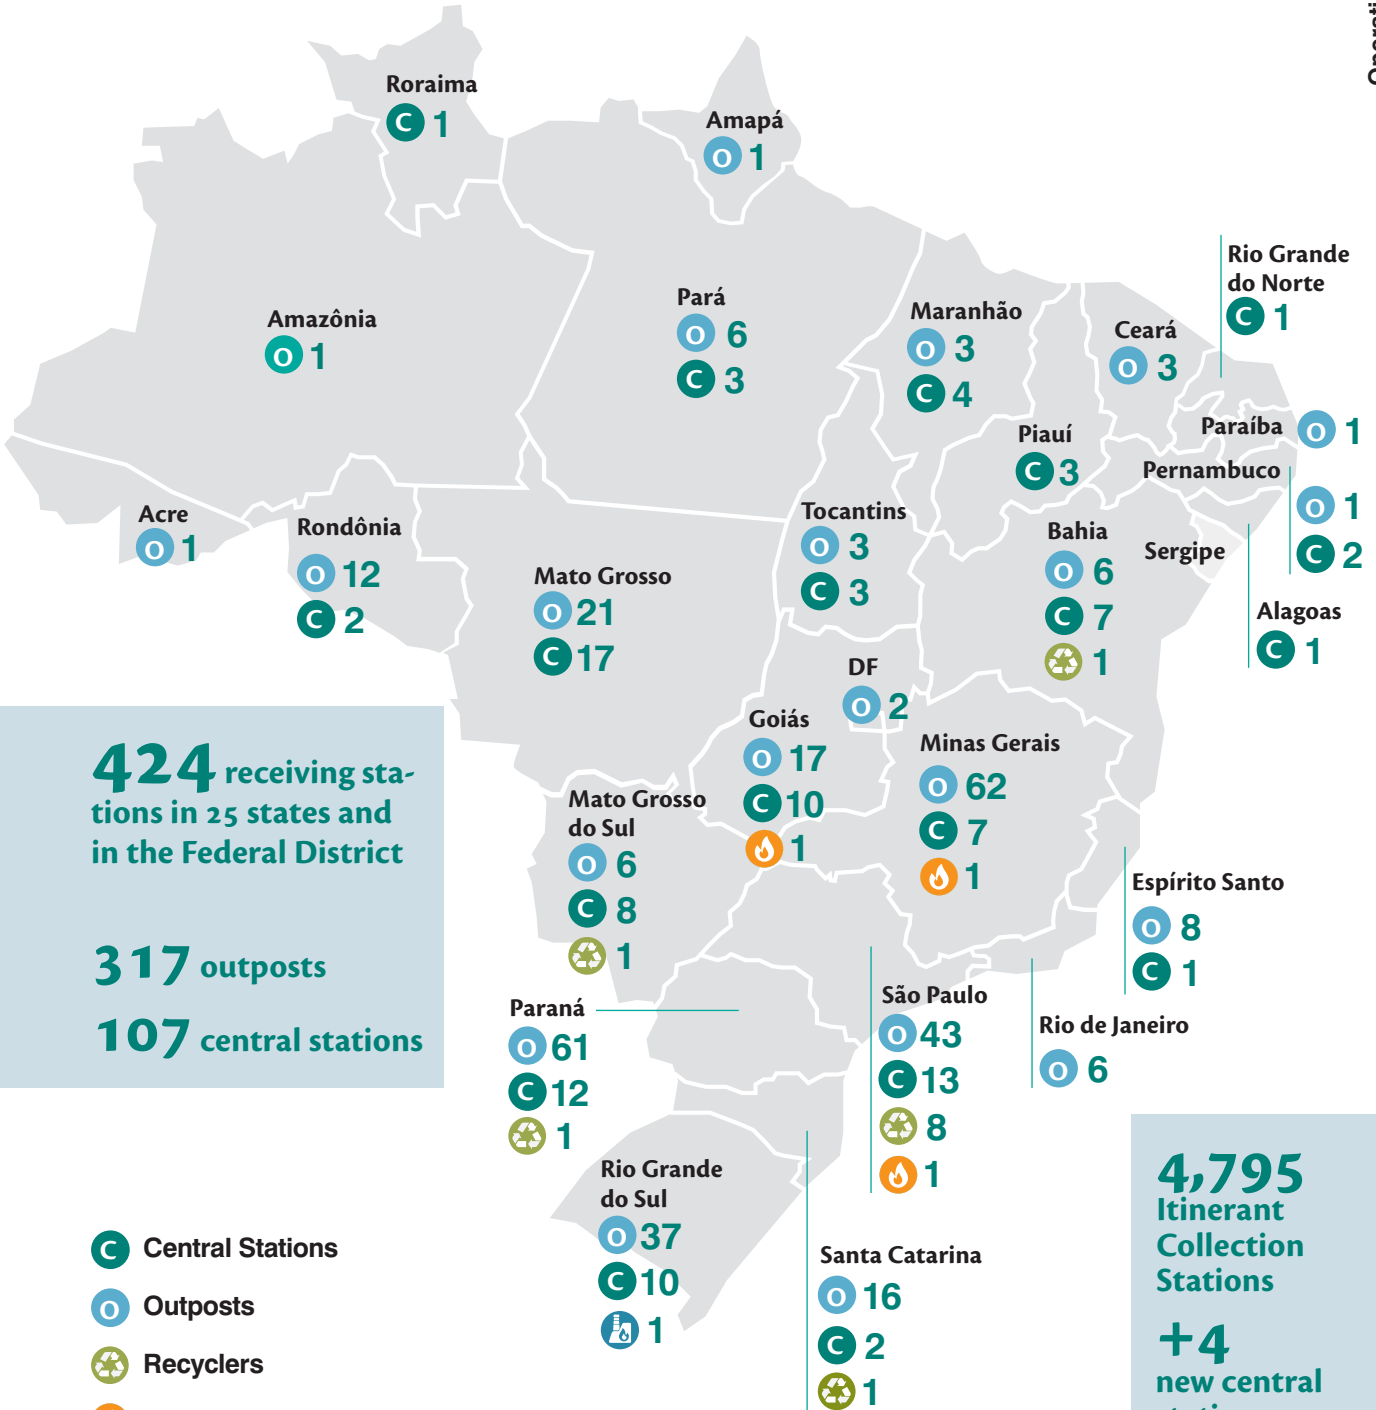 Roraima
C 1
Amapá
O 1
Rio Grande
do Norte
C 1
Amazônia
O 1
Pará
O 6
C 3
Maranhão
O 3
C 4
Ceará
O 3
Piauí
C 3
Paraíba O 1
Pernambuco
O 1
C 2
Acre
O 1
Rondônia
O 12
C 2
Mato Grosso
O 21
C 17
Tocantins
O 3
C 3
Bahia
O 6
C 7
1
Sergipe
Alagoas
C 1
DF
O 2
Goiás
O 17
C 10
1
Minas Gerais
O 62
C 7
1
Mato Grosso
do Sul
O 6
C 8
1
Espírito Santo
O 8
C 1
Paraná
O 61
C 12
1
São Paulo
O 43
C 13
8
1
Rio de Janeiro
O 6
Rio Grande
do Sul
O 37
C 10
1
Santa Catarina
O 16
C 2
1
424 receiving sta-
tions in 25 states and
in the Federal District
317 outposts
107 central stations
C Central Stations
O Outposts
Recyclers
4,795
Itinerant
Collection
Stations
+4
new central